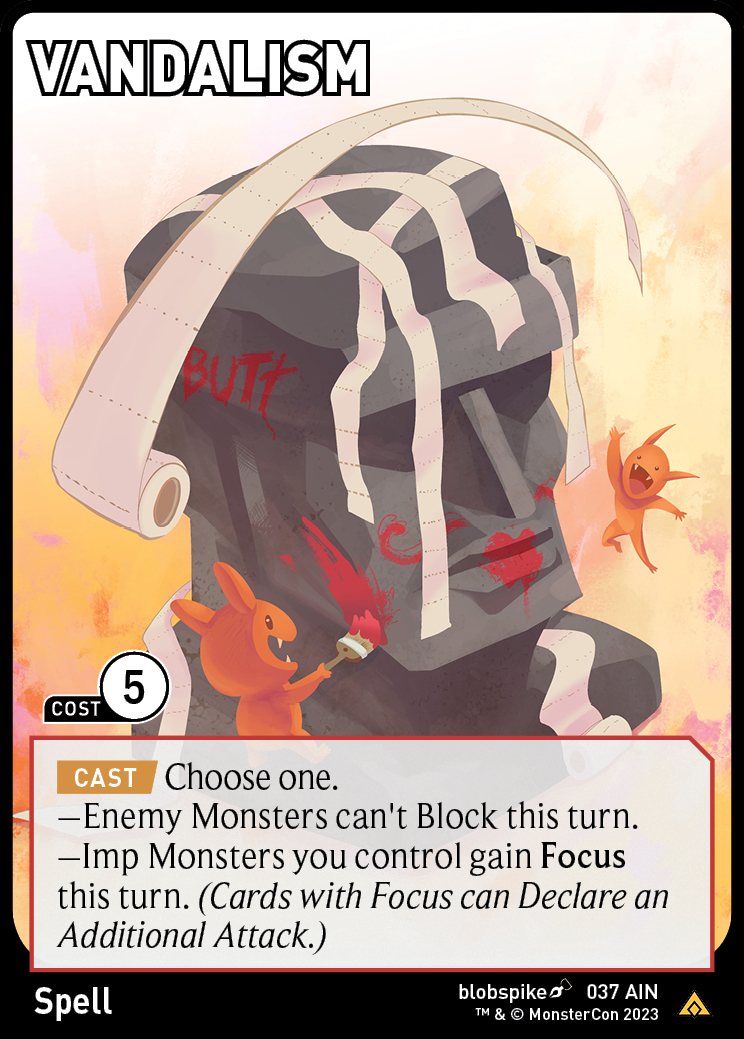 VANDALISM
BUTT
COST 5
CAST Choose one.
—Enemy Monsters can't Block this turn.
—Imp Monsters you control gain Focus
this turn. (Cards with Focus can Declare an
Additional Attack.)
Spell
blobspike 037 AIN
™ & © MonsterCon 2023